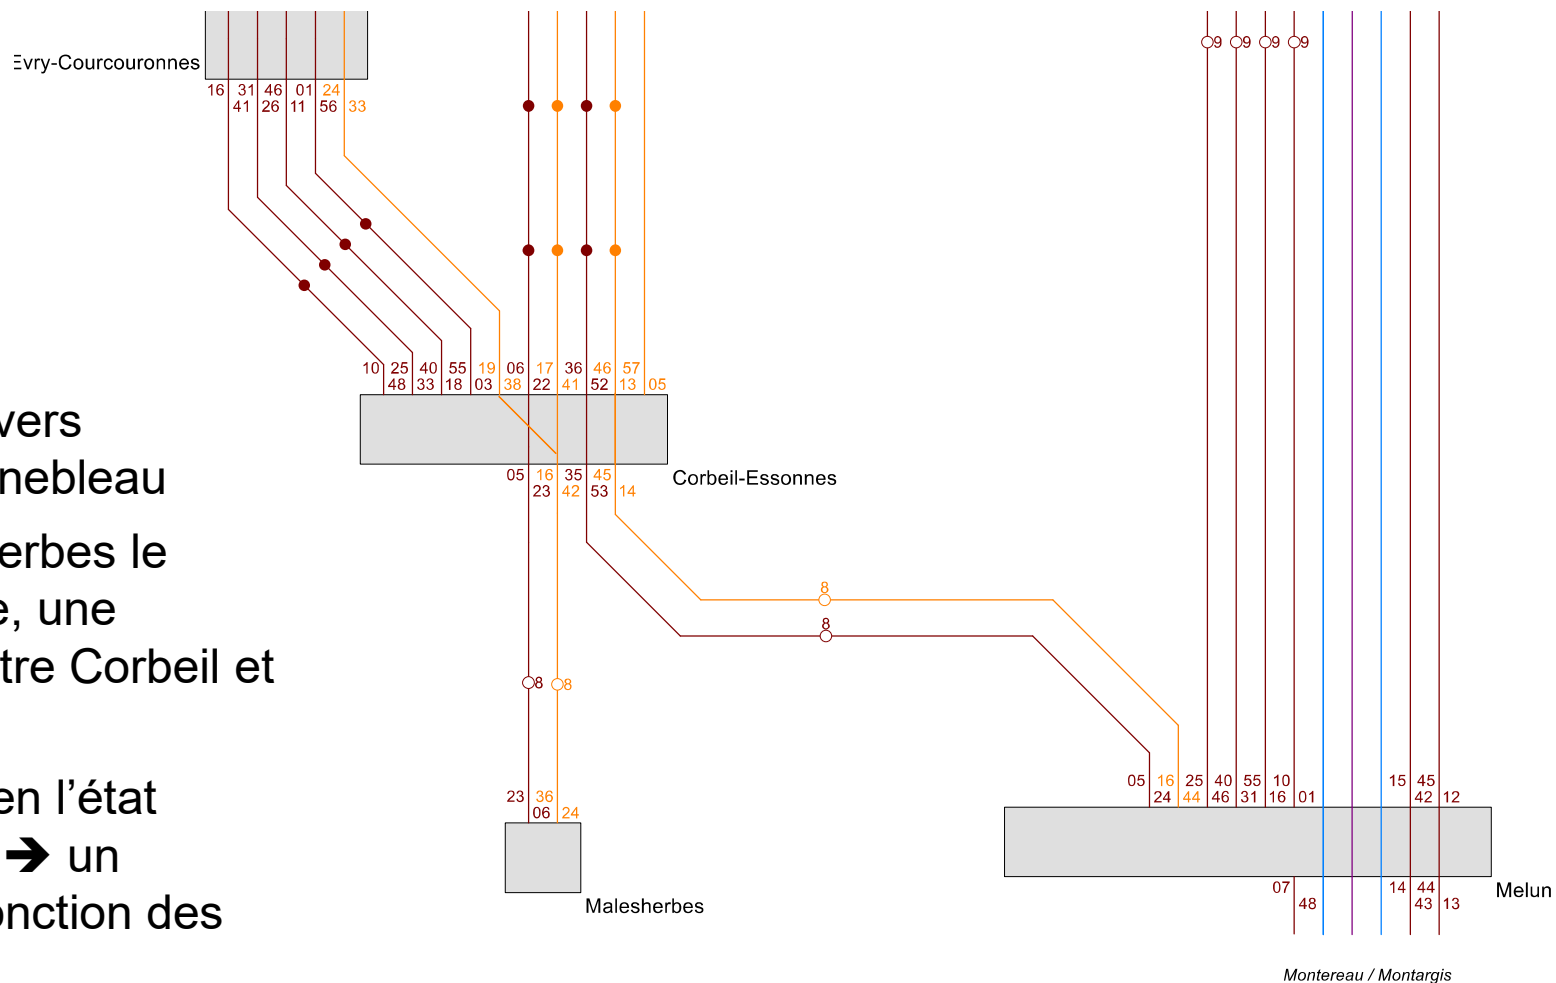 9 9 9 9
Evry-Courcouronnes
16 31 46 01 24
41 26 11 56 33
10 25 40 55 19 06 17 36 46 57
48 33 18 03 38 22 41 52 13 05
vers
nebleau
05 16 35 45
Corbeil-Essonnes
23 42 53 14
erbes le
e, une
8
8
tre Corbeil et
8 8
en l’état
➔ un
onction des
05 16 25 40 55 10 15 45
24 44 46 31 16 01 42 12
23 36
06 24
07 14 44
Melun
48 43 13
Malesherbes
Montereau / Montargis